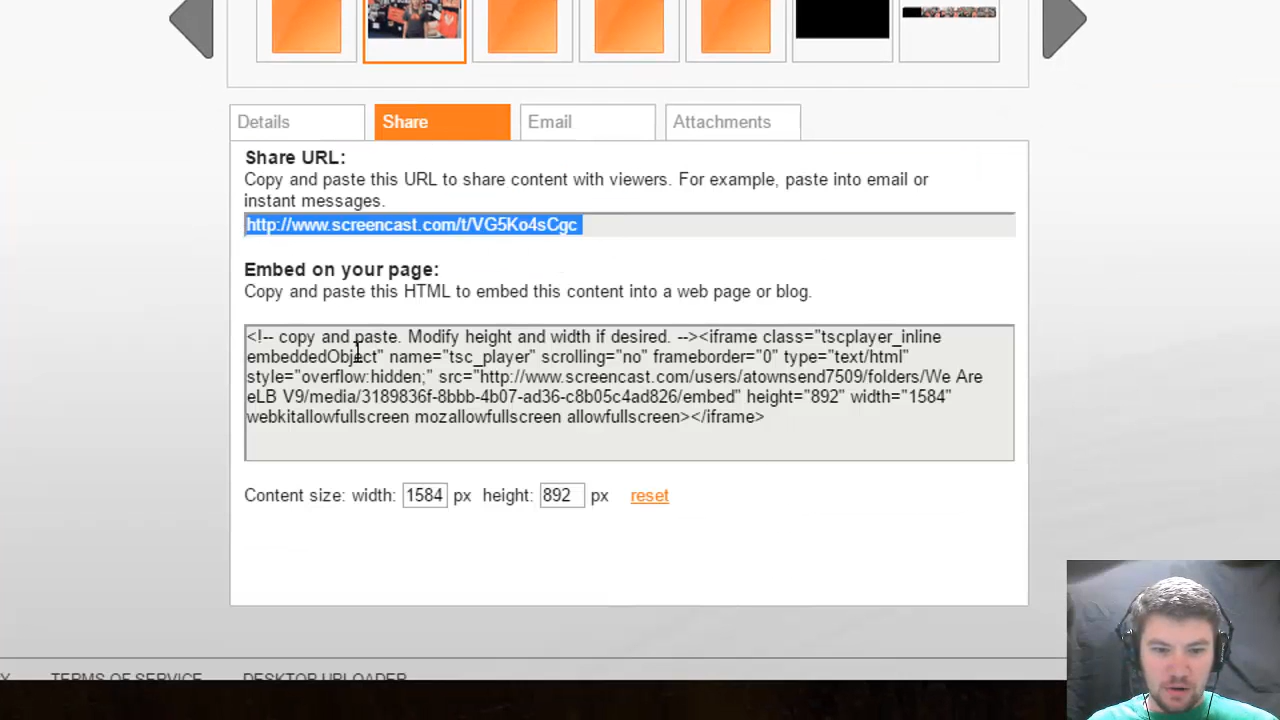 Details
Share
Email
Attachments
Share URL:
Copy and paste this URL to share content with viewers. For example, paste into email or
instant messages.
http://www.screencast.com/t/VG5Ko4sCgc
Embed on your page:
Copy and paste this HTML to embed this content into a web page or blog.
<!-- copy and paste. Modify height and width if desired. --><iframe class="tscplayer_inline
embeddedObject" name="tsc_player" scrolling="no" frameborder="0" type="text/html"
style="overflow:hidden;" src="http://www.screencast.com/users/atownsend7509/folders/We Are
eLB V9/media/3189836f-8bbb-4b07-ad36-c8b05c4ad826/embed" height="892" width="1584"
webkitallowfullscreen mozallowfullscreen allowfullscreen></iframe>
Content size: width: 1584 px height: 892 px reset
Y TERMS OF SERVICE DESKTOP UPLOADER